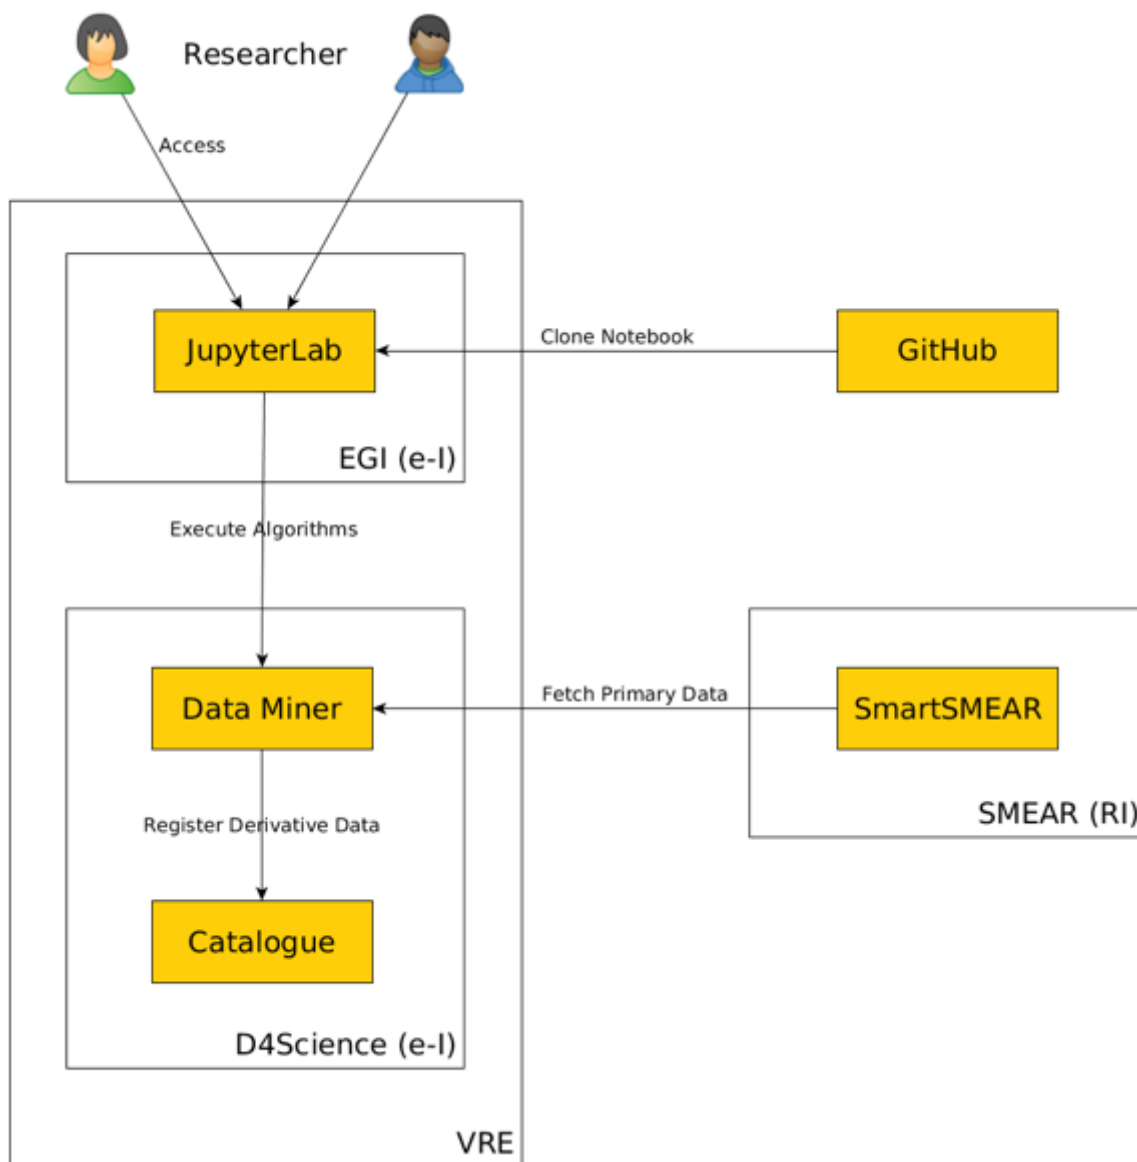 Researcher
Access
JupyterLab
Clone Notebook
GitHub
EGI (e-I)
Execute Algorithms
Data Miner
Fetch Primary Data
SmartSMEAR
SMEAR (RI)
Register Derivative Data
Catalogue
D4Science (e-I)
VRE